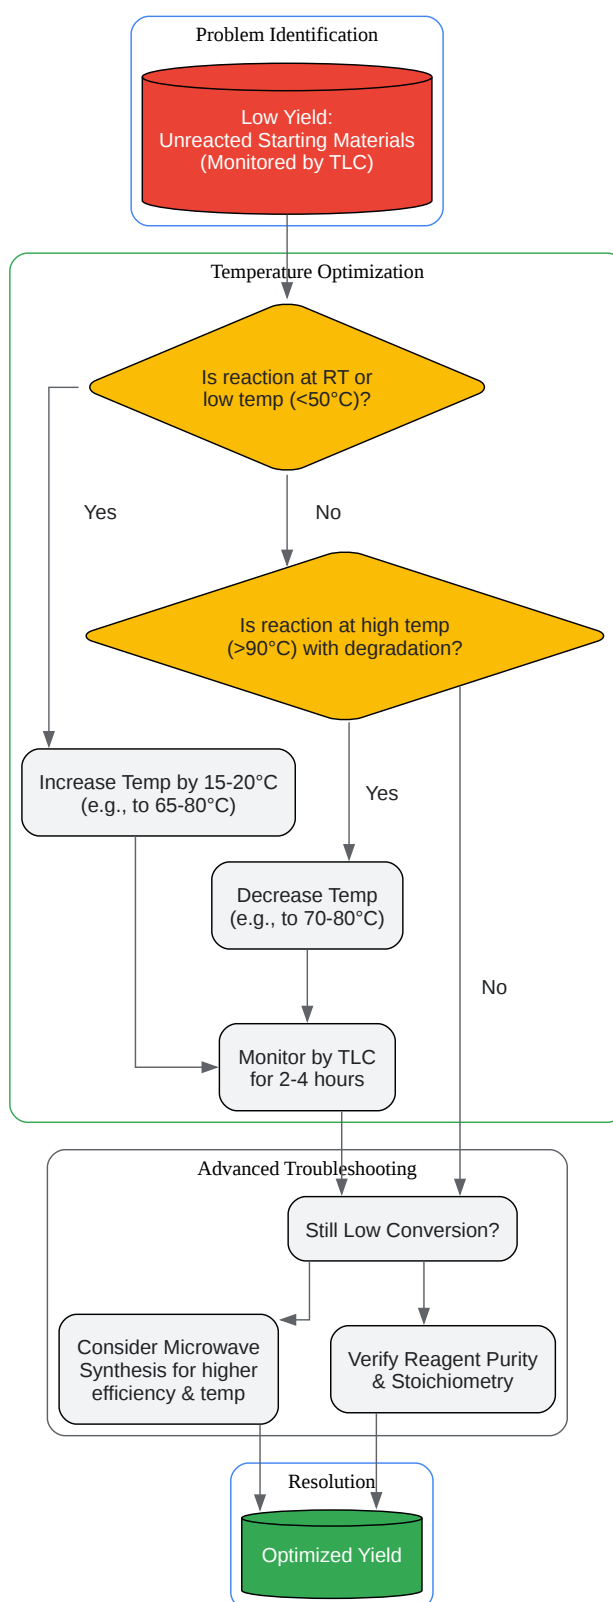 Problem Identification
Low Yield:
Unreacted Starting Materials
(Monitored by TLC)
Temperature Optimization
Is reaction at RT or
low temp (<50°C)?
Yes
No
Is reaction at high temp
(>90°C) with degradation?
Increase Temp by 15-20°C
(e.g., to 65-80°C)
Yes
Decrease Temp
(e.g., to 70-80°C)
No
Monitor by TLC
for 2-4 hours
Advanced Troubleshooting
Still Low Conversion?
Consider Microwave
Synthesis for higher
efficiency & temp
Verify Reagent Purity
& Stoichiometry
Resolution
Optimized Yield